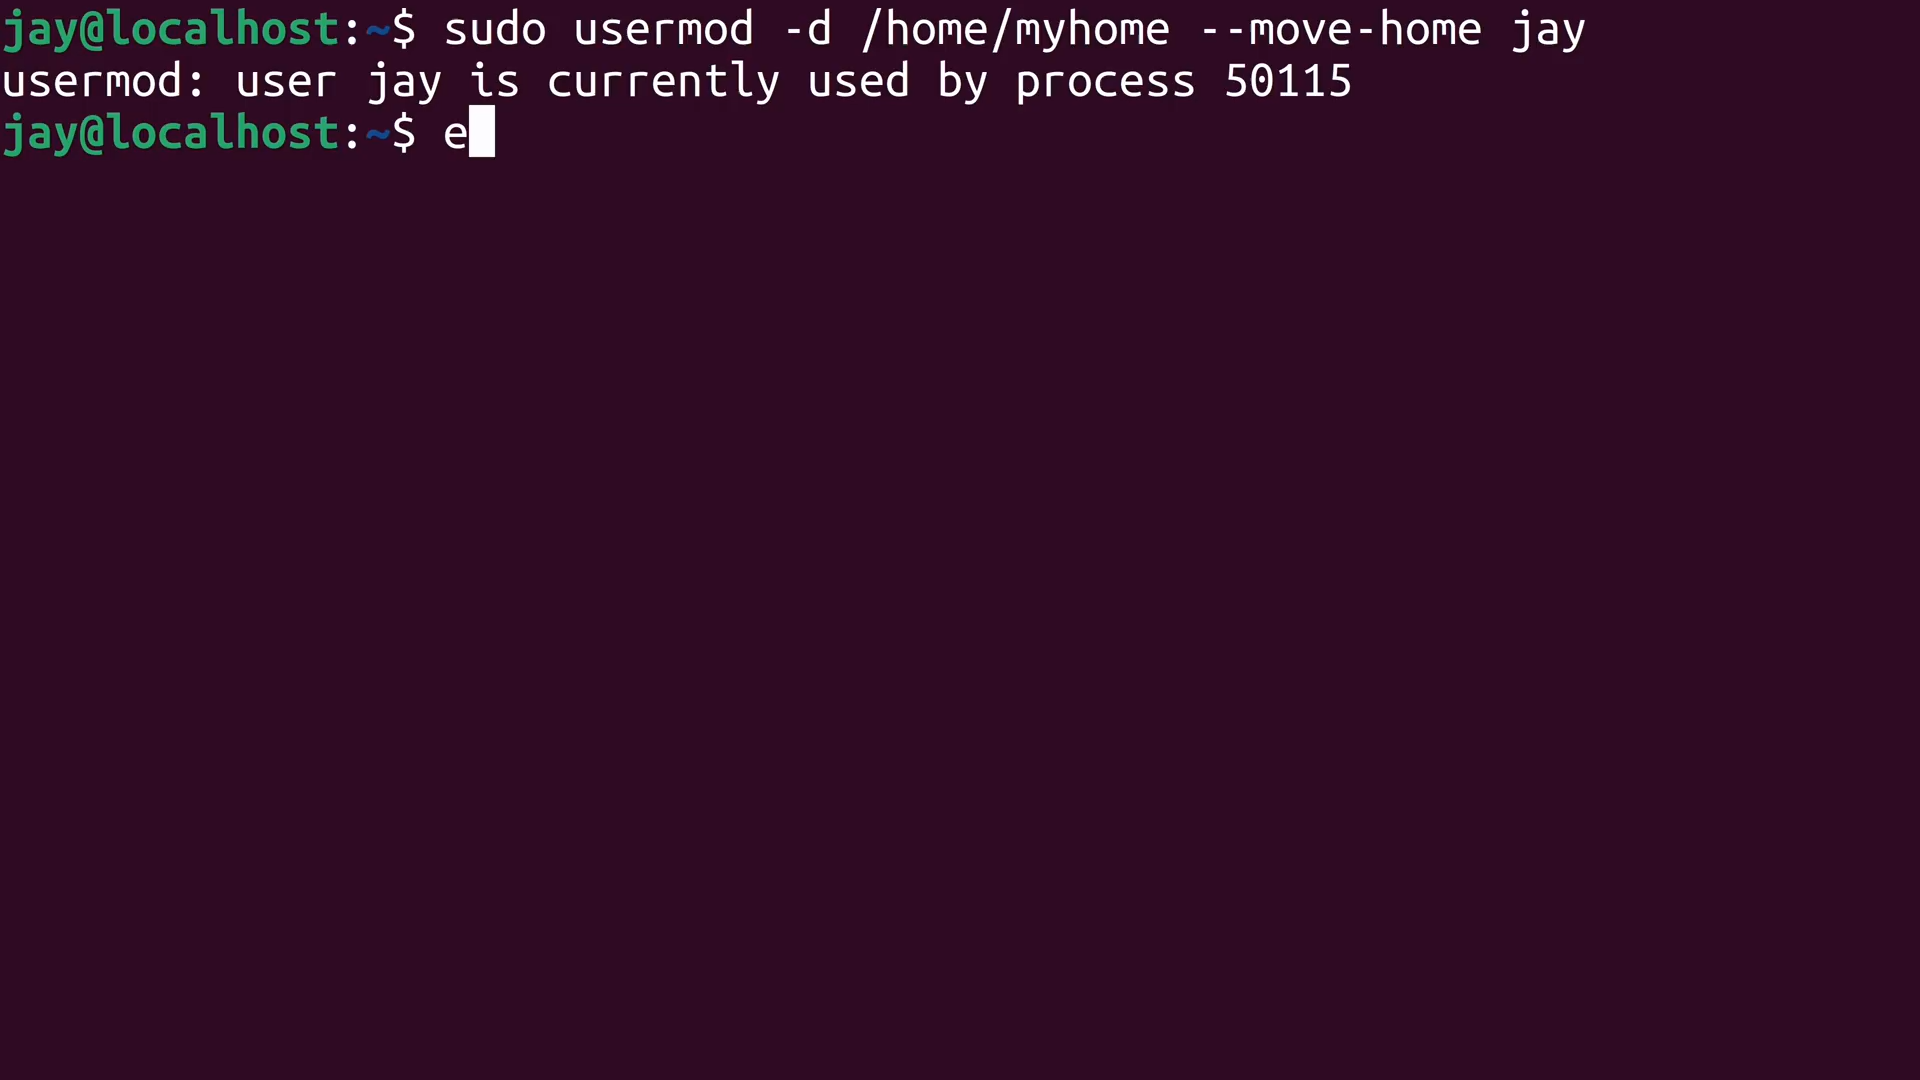 jay@localhost:~$ sudo usermod -d /home/myhome --move-home jay
usermod: user jay is currently used by process 50115
jay@localhost:~$ e